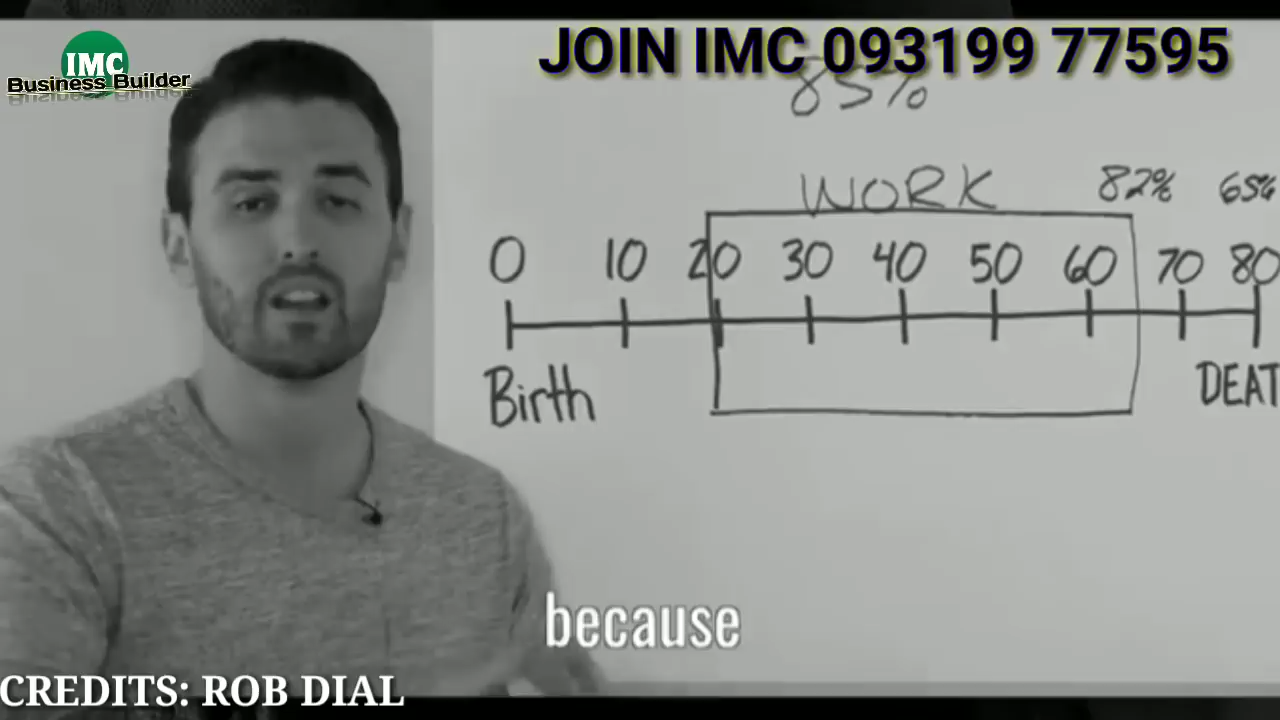 IMC
Business Builder
JOIN IMC 093199 77595
85%
WORK
82% 65%
0 10 20 30 40 50 60 70 80
Birth
DEAT
because
CREDITS: ROB DIAL